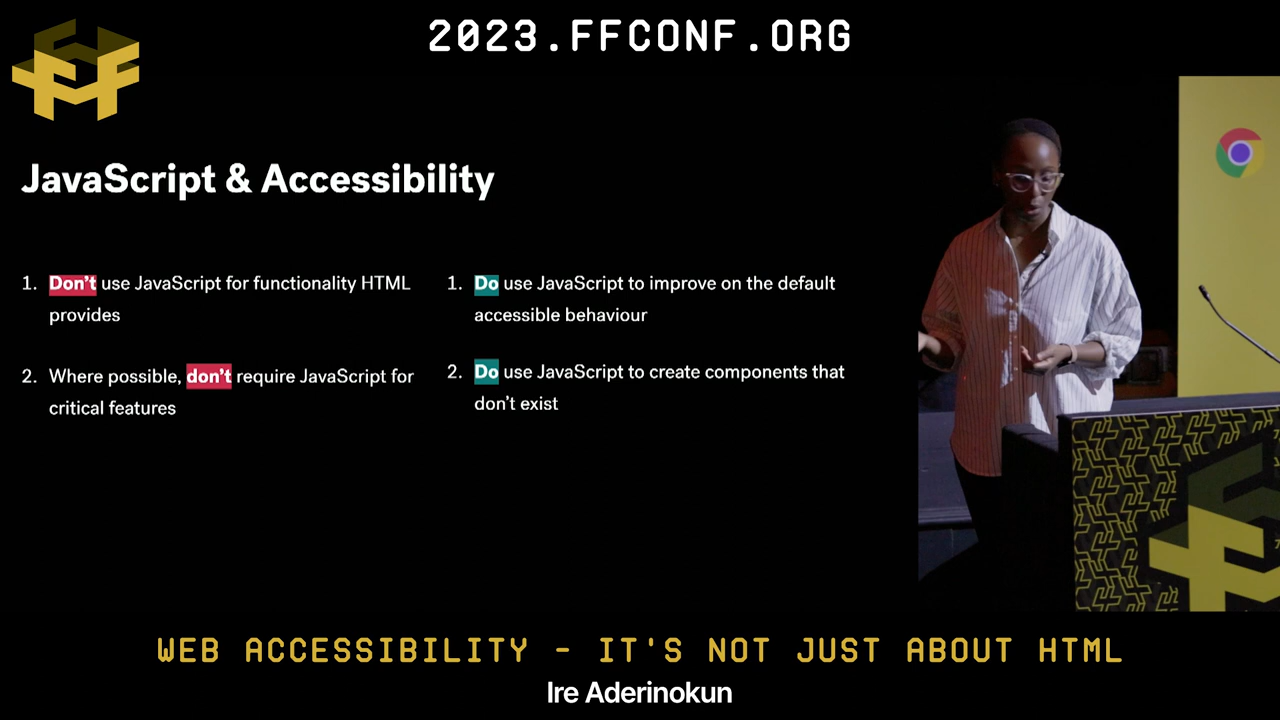 2023.FFCONF.ORG
JavaScript & Accessibility
1. Don't use JavaScript for functionality HTML
provides
2. Where possible, don't require JavaScript for
critical features
1. Do use JavaScript to improve on the default
accessible behaviour
2. Do use JavaScript to create components that
don't exist
WEB ACCESSIBILITY - IT'S NOT JUST ABOUT HTML
Ire Aderinokun